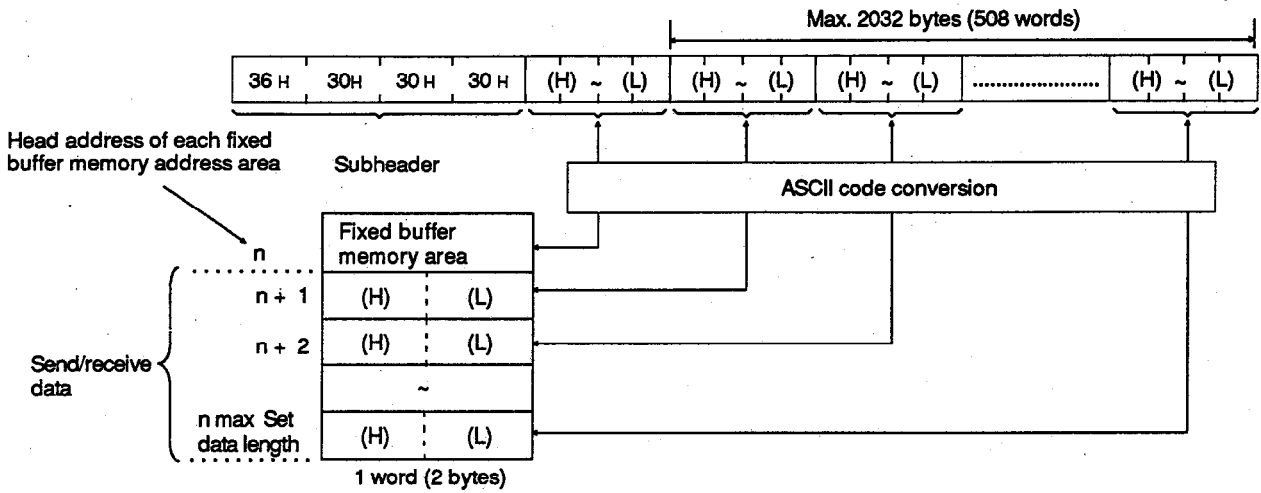 Max. 2032 bytes (508 words)
36 H 30H 30 H 30 H (H) ~ (L) (H) ~ (L) (H) ~ (L) ........................ (H) ~ (L)
Head address of each fixed
buffer memory address area
Subheader
ASCII code conversion
n
Fixed buffer
memory area
n + 1 (H) (L)
n + 2 (H) (L)
Send/receive
data
~
n max Set
data length
(H) (L)
1 word (2 bytes)